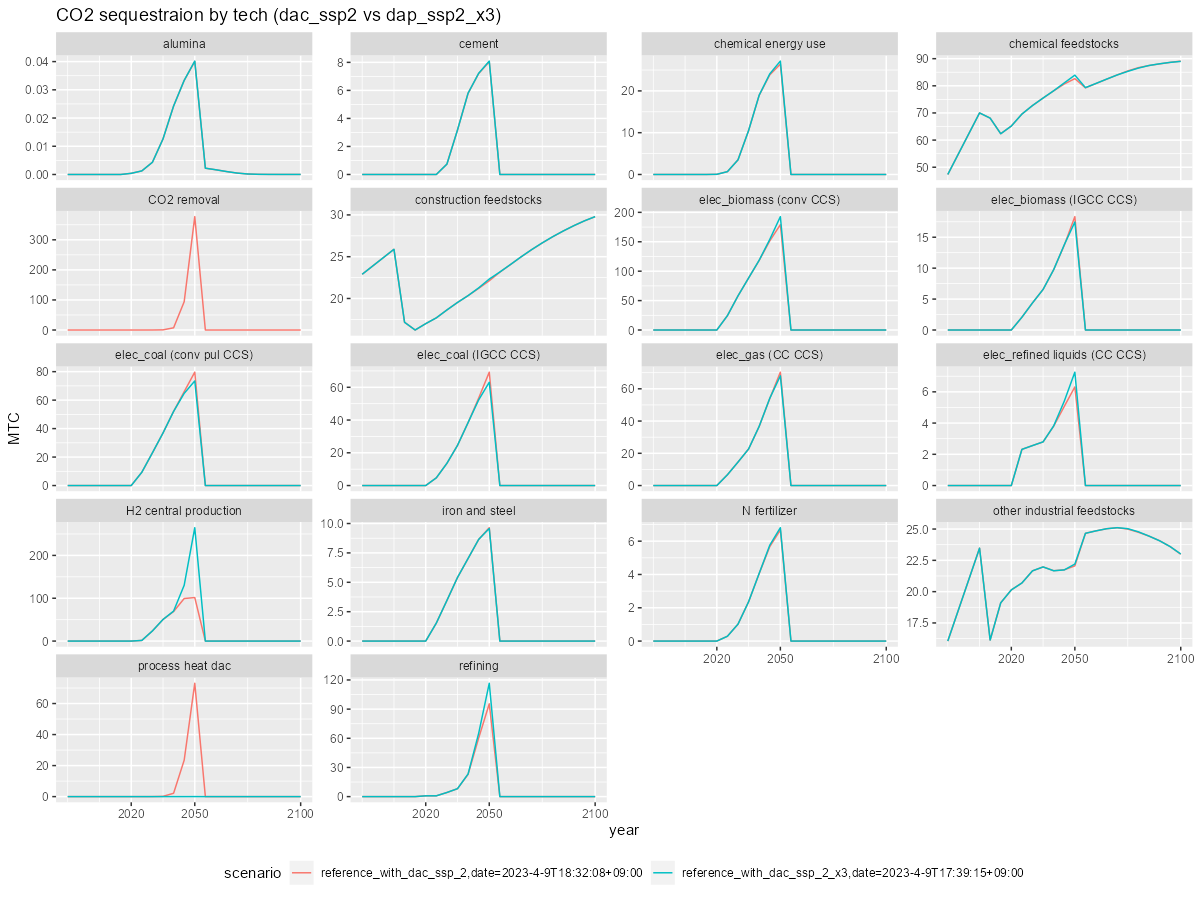 CO2 sequestraion by tech (dac_ssp2 vs dap_ssp2_x3)
alumina
cement
chemical energy use
chemical feedstocks
0.04
0.03
0.02
0.01
0.00
8
6
4
2
0
20
10
0
90
80
70
60
50
CO2 removal
construction feedstocks
elec_biomass (conv CCS)
elec_biomass (IGCC CCS)
300
200
100
0
30
25
20
200
150
100
50
0
15
10
5
0
elec_coal (conv pul CCS)
elec_coal (IGCC CCS)
elec_gas (CC CCS)
elec_refined liquids (CC CCS)
80
60
40
20
0
60
40
20
0
60
40
20
0
6
4
2
0
MTC
H2 central production
iron and steel
N fertilizer
other industrial feedstocks
200
100
0
10.0
7.5
5.0
2.5
0.0
6
4
2
0
25.0
22.5
20.0
17.5
2020 2050 2100
2020 2050 2100
process heat dac
refining
60
40
20
0
120
90
60
30
0
2020 2050 2100
2020 2050 2100
year
scenario
reference_with_dac_ssp_2,date=2023-4-9T18:32:08+09:00
reference_with_dac_ssp_2_x3,date=2023-4-9T17:39:15+09:00